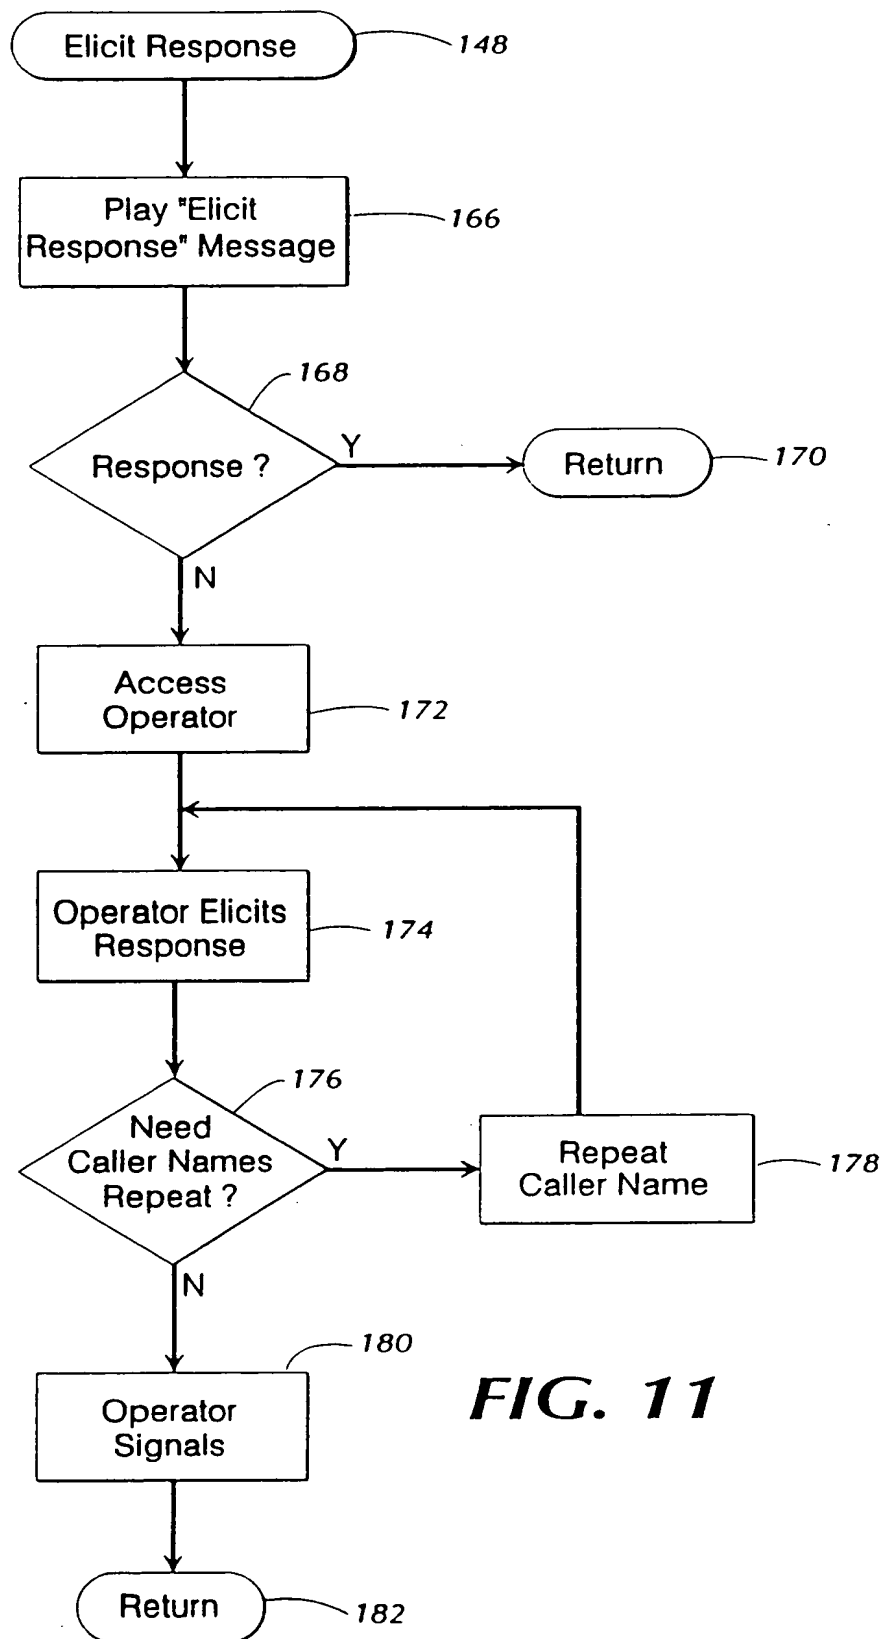 Elicit Response
148
Play "Elicit
Response" Message
166
168
Response ?
Y
Return
170
N
Access
Operator
172
Operator Elicits
Response
174
176
Need
Caller Names
Repeat ?
Y
Repeat
Caller Name
178
N
180
Operator
Signals
FIG. 11
Return
182